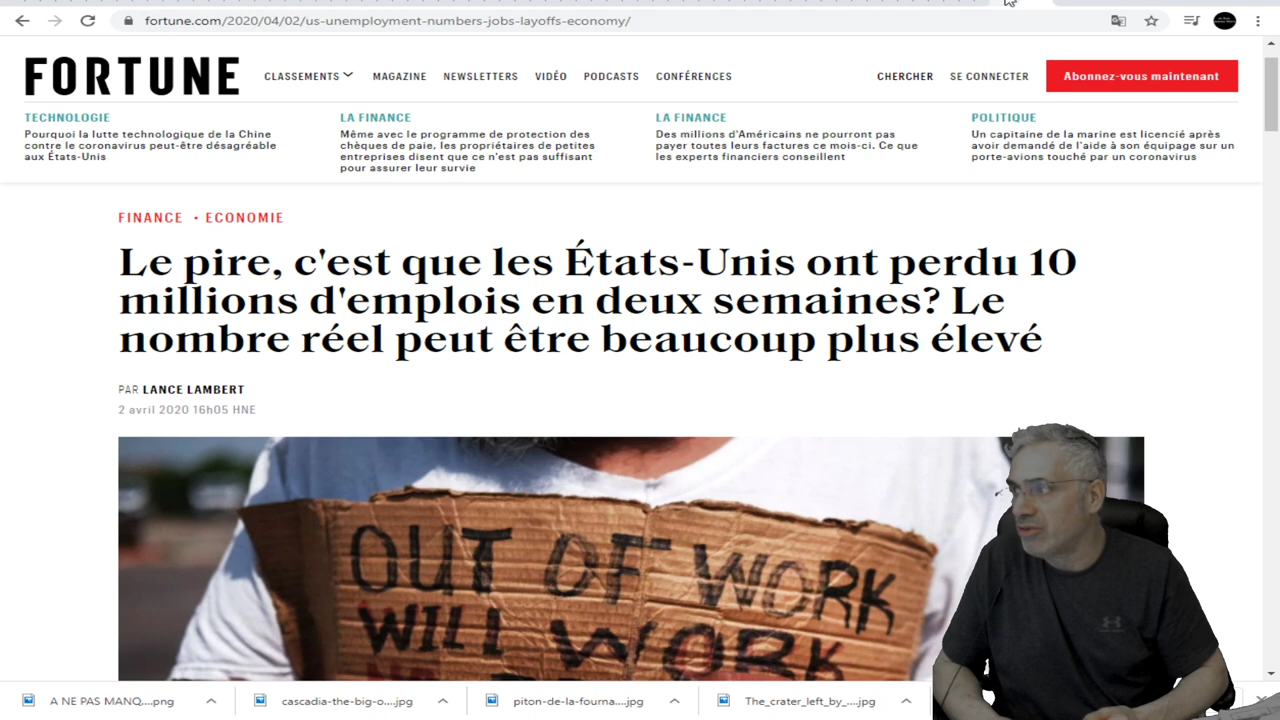 fortune.com/2020/04/02/us-unemployment-numbers-jobs-layoffs-economy/
FORTUNE
CLASSEMENTS
MAGAZINE
NEWSLETTERS
VIDÉO
PODCASTS
CONFÉRENCES
CHERCHER
SE CONNECTER
Abonnez-vous maintenant
TECHNOLOGIE
Pourquoi la lutte technologique de la Chine
contre le coronavirus peut-être désagréable
aux États-Unis
LA FINANCE
Même avec le programme de protection des
chèques de paie, les propriétaires de petites
entreprises disent que ce n'est pas suffisant
pour assurer leur survie
LA FINANCE
Des millions d'Américains ne pourront pas
payer toutes leurs factures ce mois-ci. Ce que
les experts financiers conseillent
POLITIQUE
Un capitaine de la marine est licencié après
avoir demandé de l'aide à son équipage sur un
porte-avions touché par un coronavirus
FINANCE • ECONOMIE
Le pire, c'est que les États-Unis ont perdu 10
millions d'emplois en deux semaines? Le
nombre réel peut être beaucoup plus élevé
PAR LANCE LAMBERT
2 avril 2020 16h05 HNE
OUT OF WORK
WILL WORK
A NE PAS MANQ....png
cascadia-the-big-o....jpg
piton-de-la-fourna....jpg
The_crater_left_by_....jpg